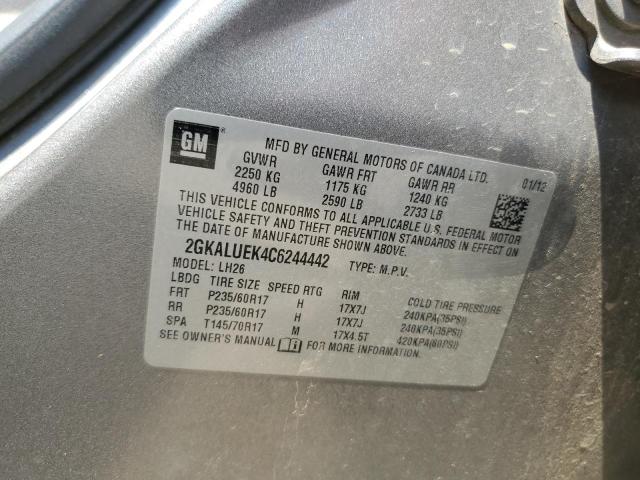 GM
MFD BY GENERAL MOTORS OF CANADA LTD. 01/12
GVWR GAWR FRT GAWR RR
2250 KG 1175 KG 1240 KG
4960 LB 2590 LB 2733 LB
THIS VEHICLE CONFORMS TO ALL APPLICABLE U.S. FEDERAL MOTOR
VEHICLE SAFETY AND THEFT PREVENTION STANDARDS IN EFFECT ON
THE DATE OF MANUFACTURE SHOWN ABOVE.
2GKALUEK4C6244442 TYPE: M.P.V.
MODEL: LH26
LBDG TIRE SIZE SPEED RTG RIM COLD TIRE PRESSURE
FRT P235/60R17 H 17X7J 240KPA(35PSI)
RR P235/60R17 H 17X7J 240KPA(35PSI)
SPA T145/70R17 M 17X4.5T 420KPA(60PSI)
SEE OWNER'S MANUAL FOR MORE INFORMATION.